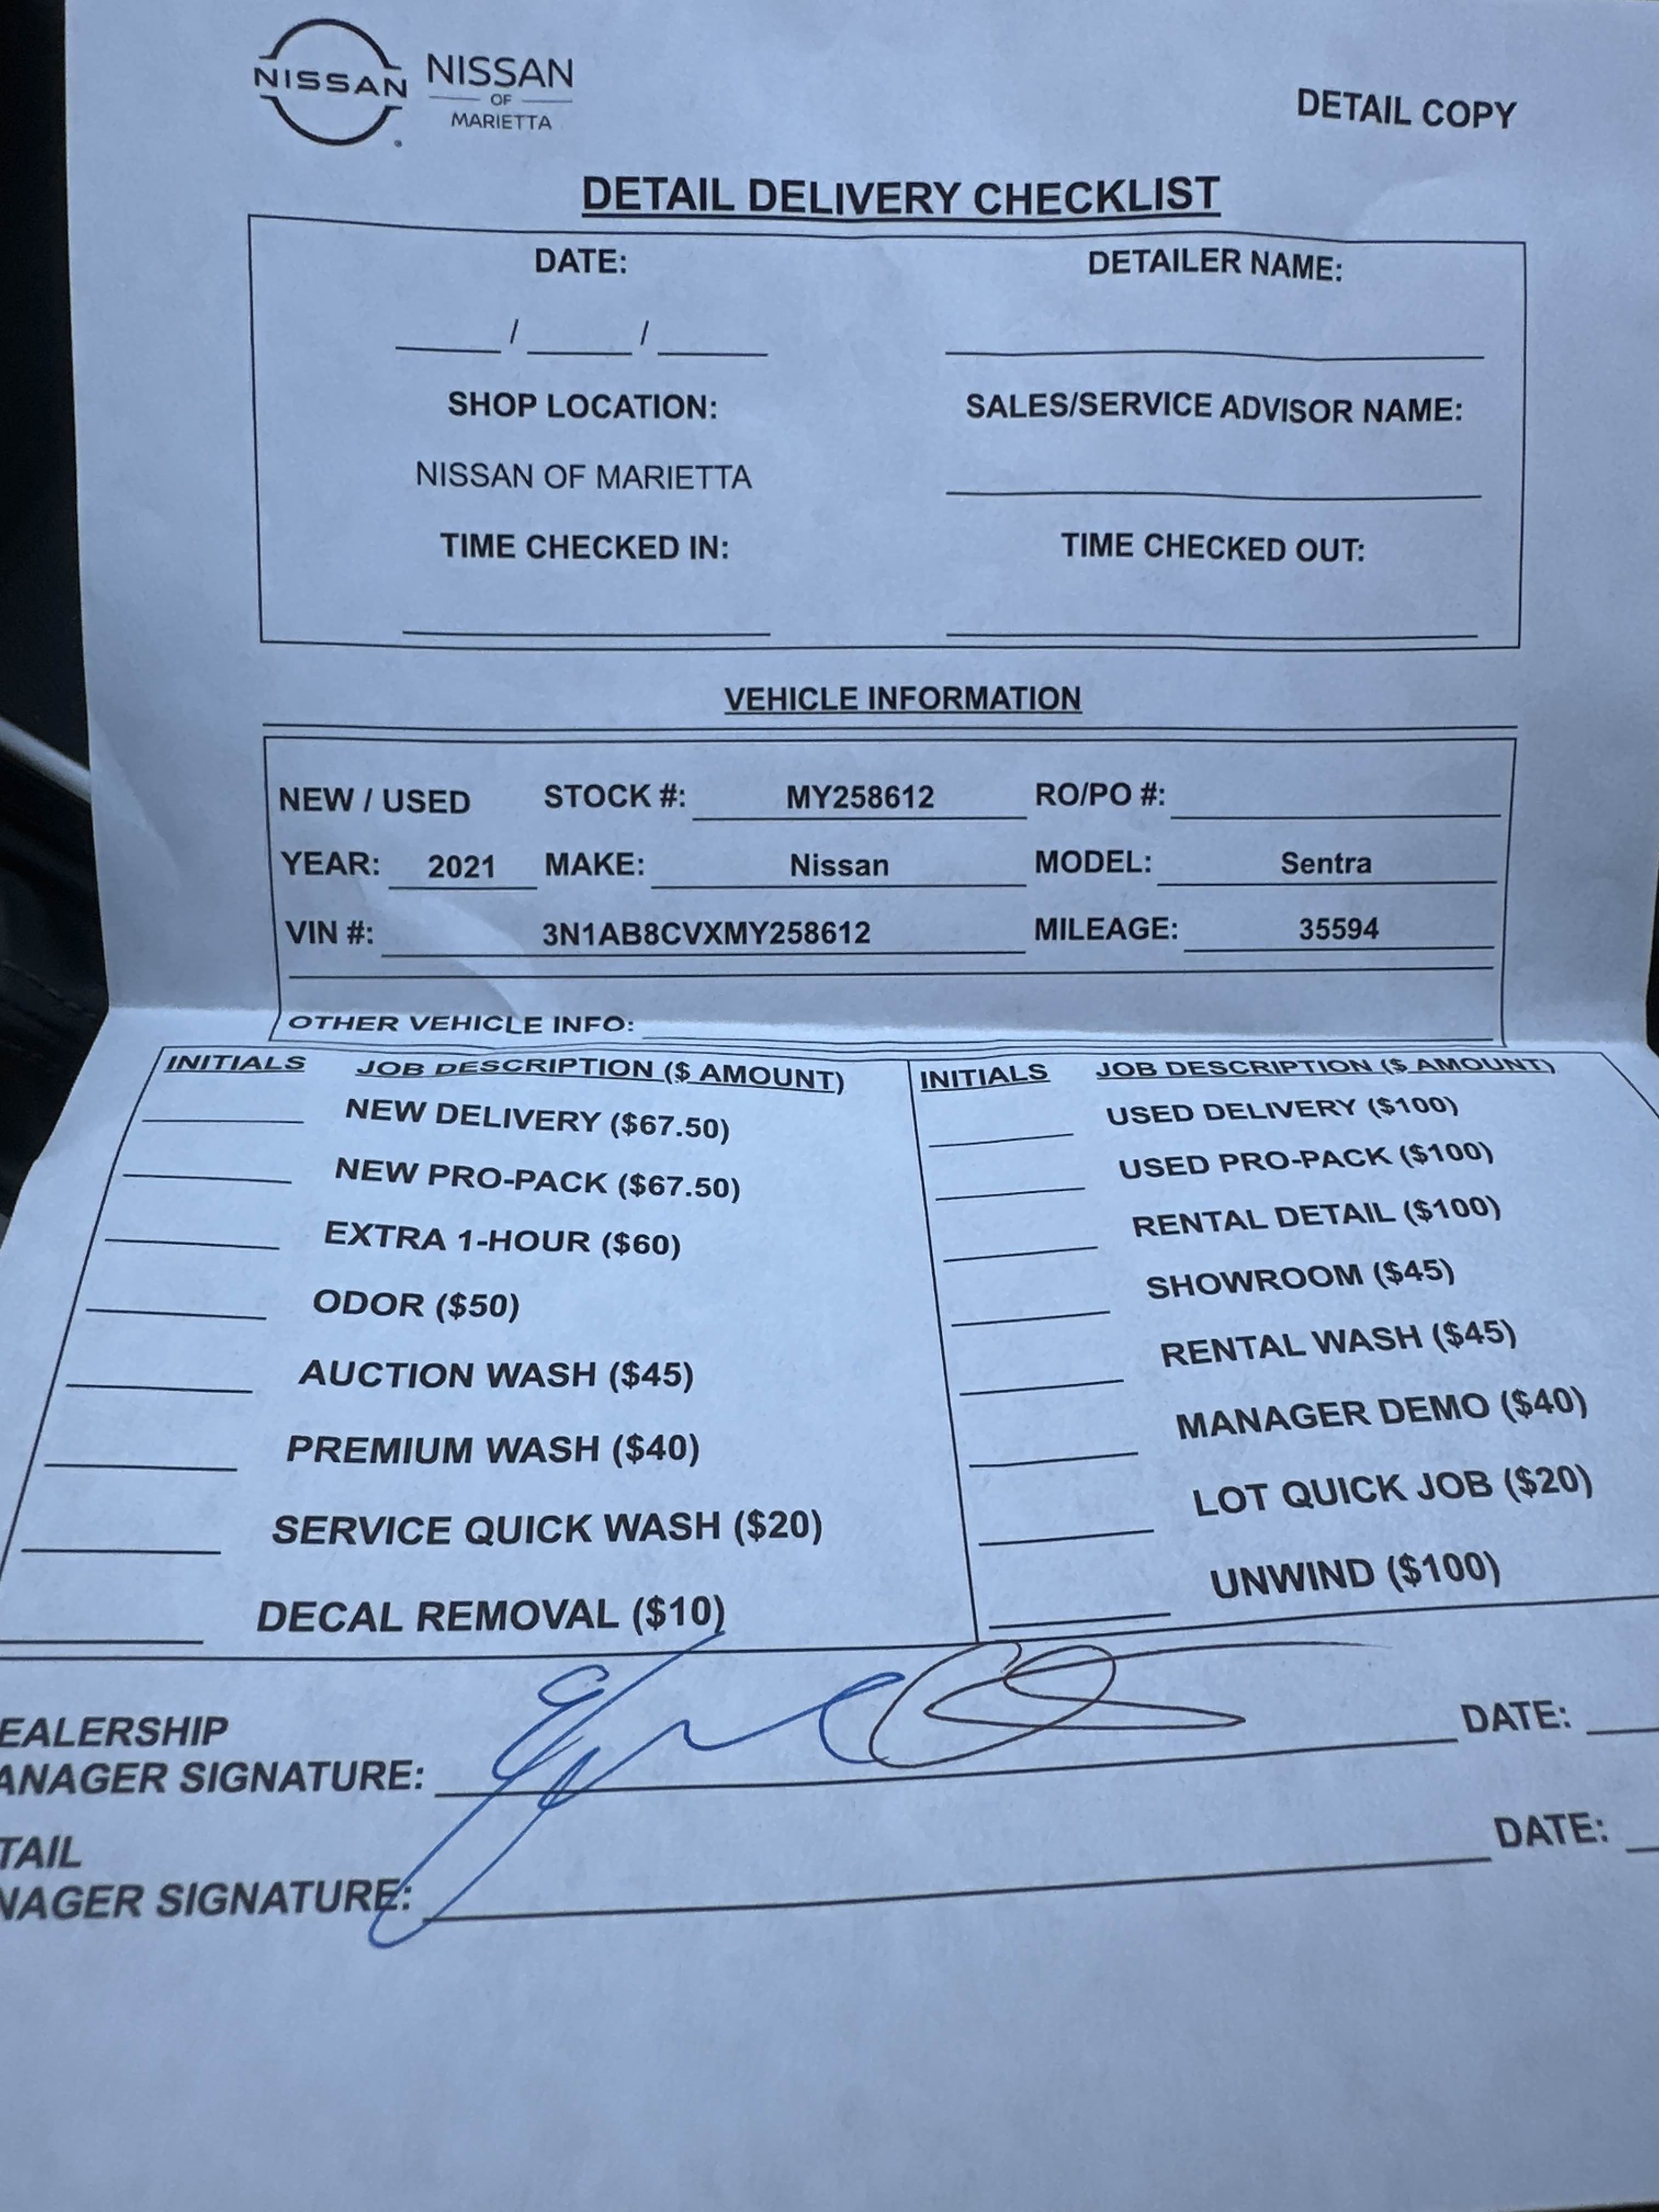 NISSAN
NISSAN
OF
MARIETTA
DETAIL COPY
DETAIL DELIVERY CHECKLIST
DATE: DETAILER NAME:
____ / ____ / ____ ____
SHOP LOCATION: SALES/SERVICE ADVISOR NAME:
NISSAN OF MARIETTA ____
TIME CHECKED IN: TIME CHECKED OUT:
VEHICLE INFORMATION
NEW / USED STOCK #: MY258612 RO/PO #:
YEAR: 2021 MAKE: Nissan MODEL: Sentra
VIN #: 3N1AB8CVXMY258612 MILEAGE: 35594
OTHER VEHICLE INFO:
INITIALS JOB DESCRIPTION ($ AMOUNT)
NEW DELIVERY ($67.50)
NEW PRO-PACK ($67.50)
EXTRA 1-HOUR ($60)
ODOR ($50)
AUCTION WASH ($45)
PREMIUM WASH ($40)
SERVICE QUICK WASH ($20)
DECAL REMOVAL ($10)
INITIALS JOB DESCRIPTION ($ AMOUNT)
USED DELIVERY ($100)
USED PRO-PACK ($100)
RENTAL DETAIL ($100)
SHOWROOM ($45)
RENTAL WASH ($45)
MANAGER DEMO ($40)
LOT QUICK JOB ($20)
UNWIND ($100)
EALERSHIP
ANAGER SIGNATURE: DATE:
TAIL
NAGER SIGNATURE: DATE: